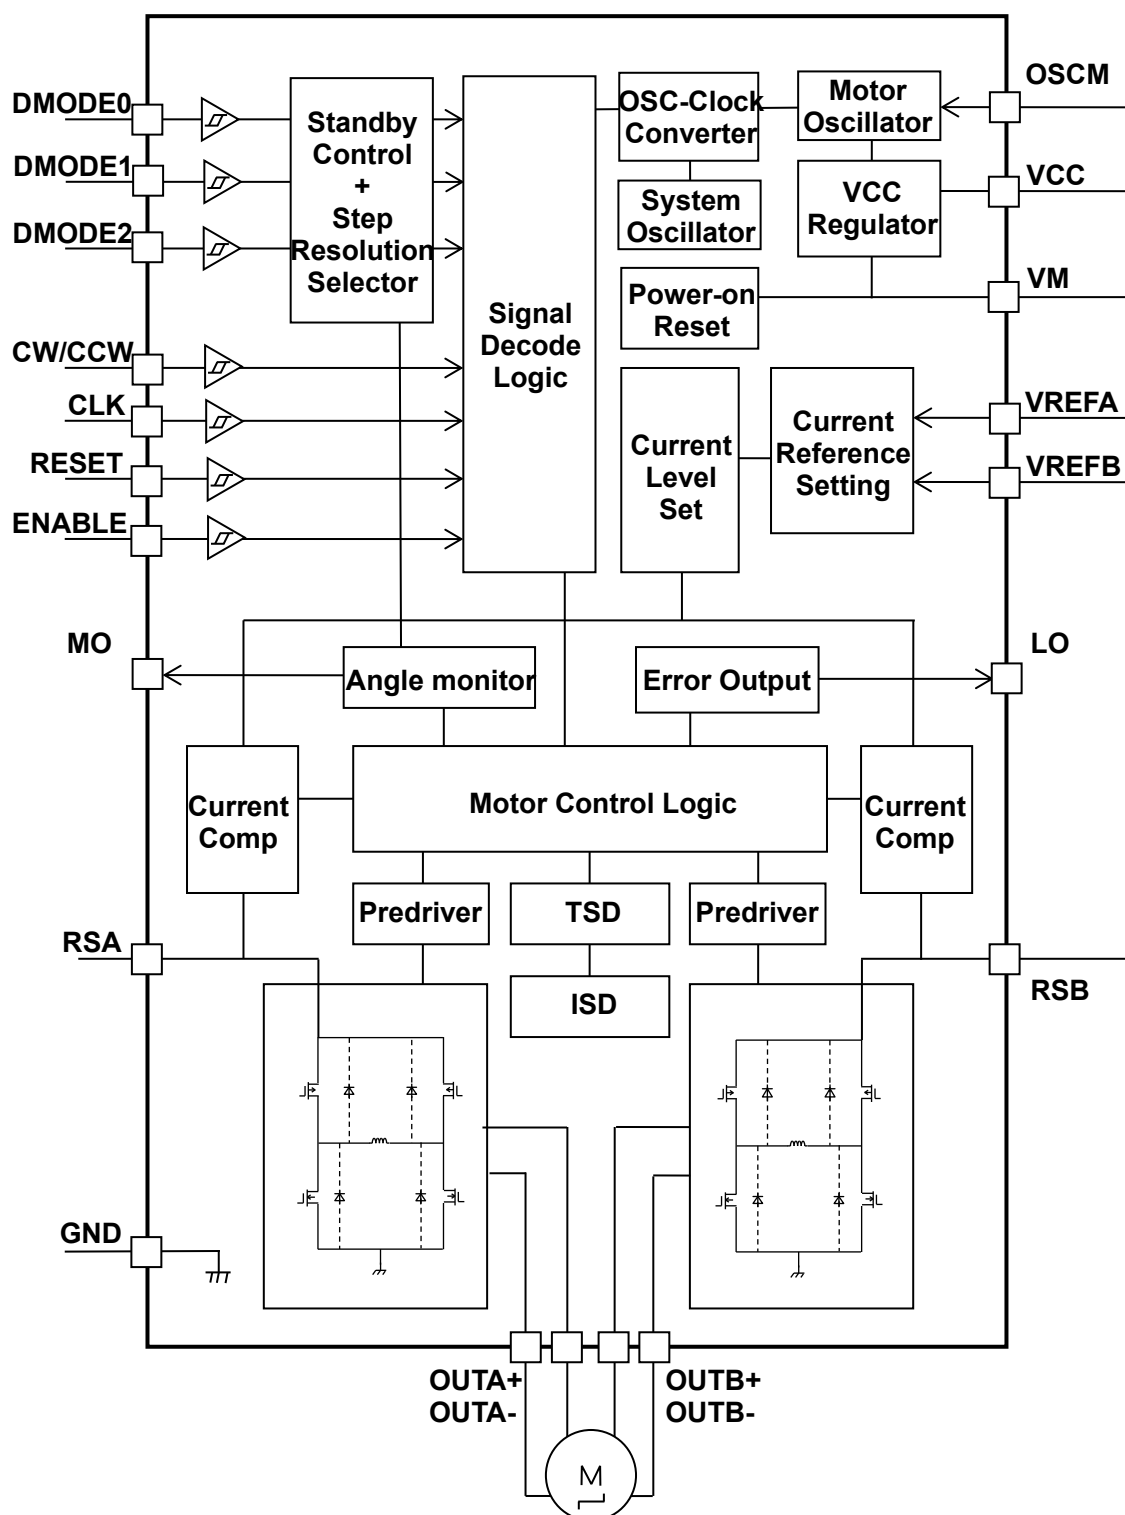 OSCM
DMODE0
Standby
Control
+
Step
Resolution
Selector
OSC-Clock
Converter
Motor
Oscillator
DMODE1
VCC
System
Oscillator
VCC
Regulator
DMODE2
Signal
Decode
Logic
Power-on
Reset
VM
CW/CCW
CLK
Current
Level
Set
Current
Reference
Setting
VREFA
RESET
VREFB
ENABLE
MO
LO
Angle monitor
Error Output
Current
Comp
Motor Control Logic
Current
Comp
Predriver
TSD
Predriver
RSA
ISD
RSB
GND
OUTA+
OUTA-
OUTB+
OUTB-
M